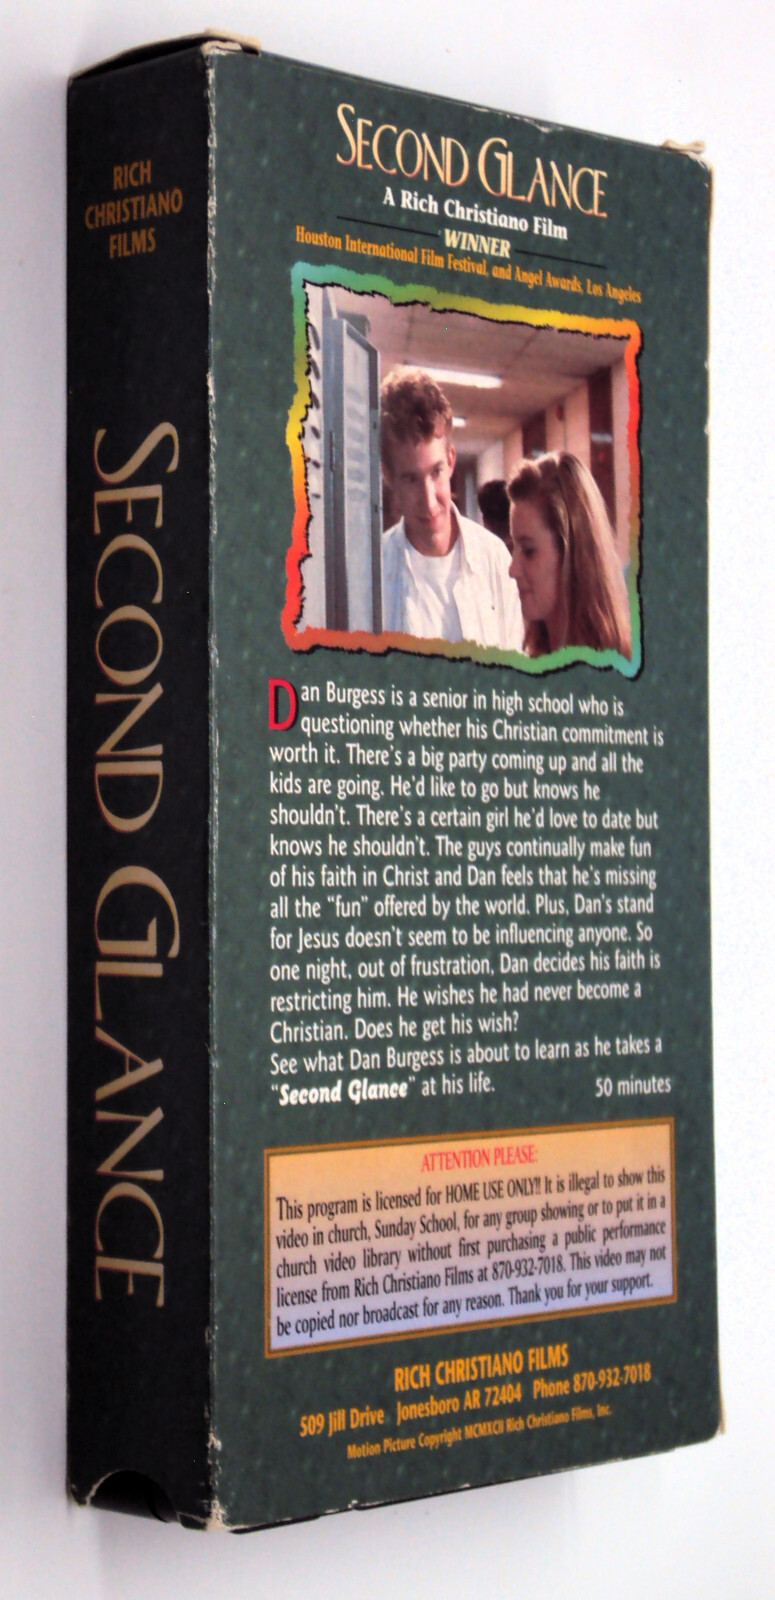 RICH
CHRISTIANO
FILMS
SECOND GLANCE
SECOND GLANCE
A Rich Christiano Film
WINNER
Houston International Film Festival, and Angel Awards, Los Angeles
Dan Burgess is a senior in high school who is
questioning whether his Christian commitment is
worth it. There's a big party coming up and all the
kids are going. He'd like to go but knows he
shouldn't. There's a certain girl he'd love to date but
knows he shouldn't. The guys continually make fun
of his faith in Christ and Dan feels that he's missing
all the "fun" offered by the world. Plus, Dan's stand
for Jesus doesn't seem to be influencing anyone. So
one night, out of frustration, Dan decides his faith is
restricting him. He wishes he had never become a
Christian. Does he get his wish?
See what Dan Burgess is about to learn as he takes a
"Second Glance" at his life. 50 minutes
ATTENTION PLEASE:
This program is licensed for HOME USE ONLY!! It is illegal to show this
video in church, Sunday School, for any group showing or to put it in a
church video library without first purchasing a public performance
license from Rich Christiano Films at 870-932-7018. This video may not
be copied nor broadcast for any reason. Thank you for your support.
RICH CHRISTIANO FILMS
509 Jill Drive Jonesboro AR 72404 Phone 870-932-7018
Motion Picture Copyright MCMXCII Rich Christiano Films, Inc.